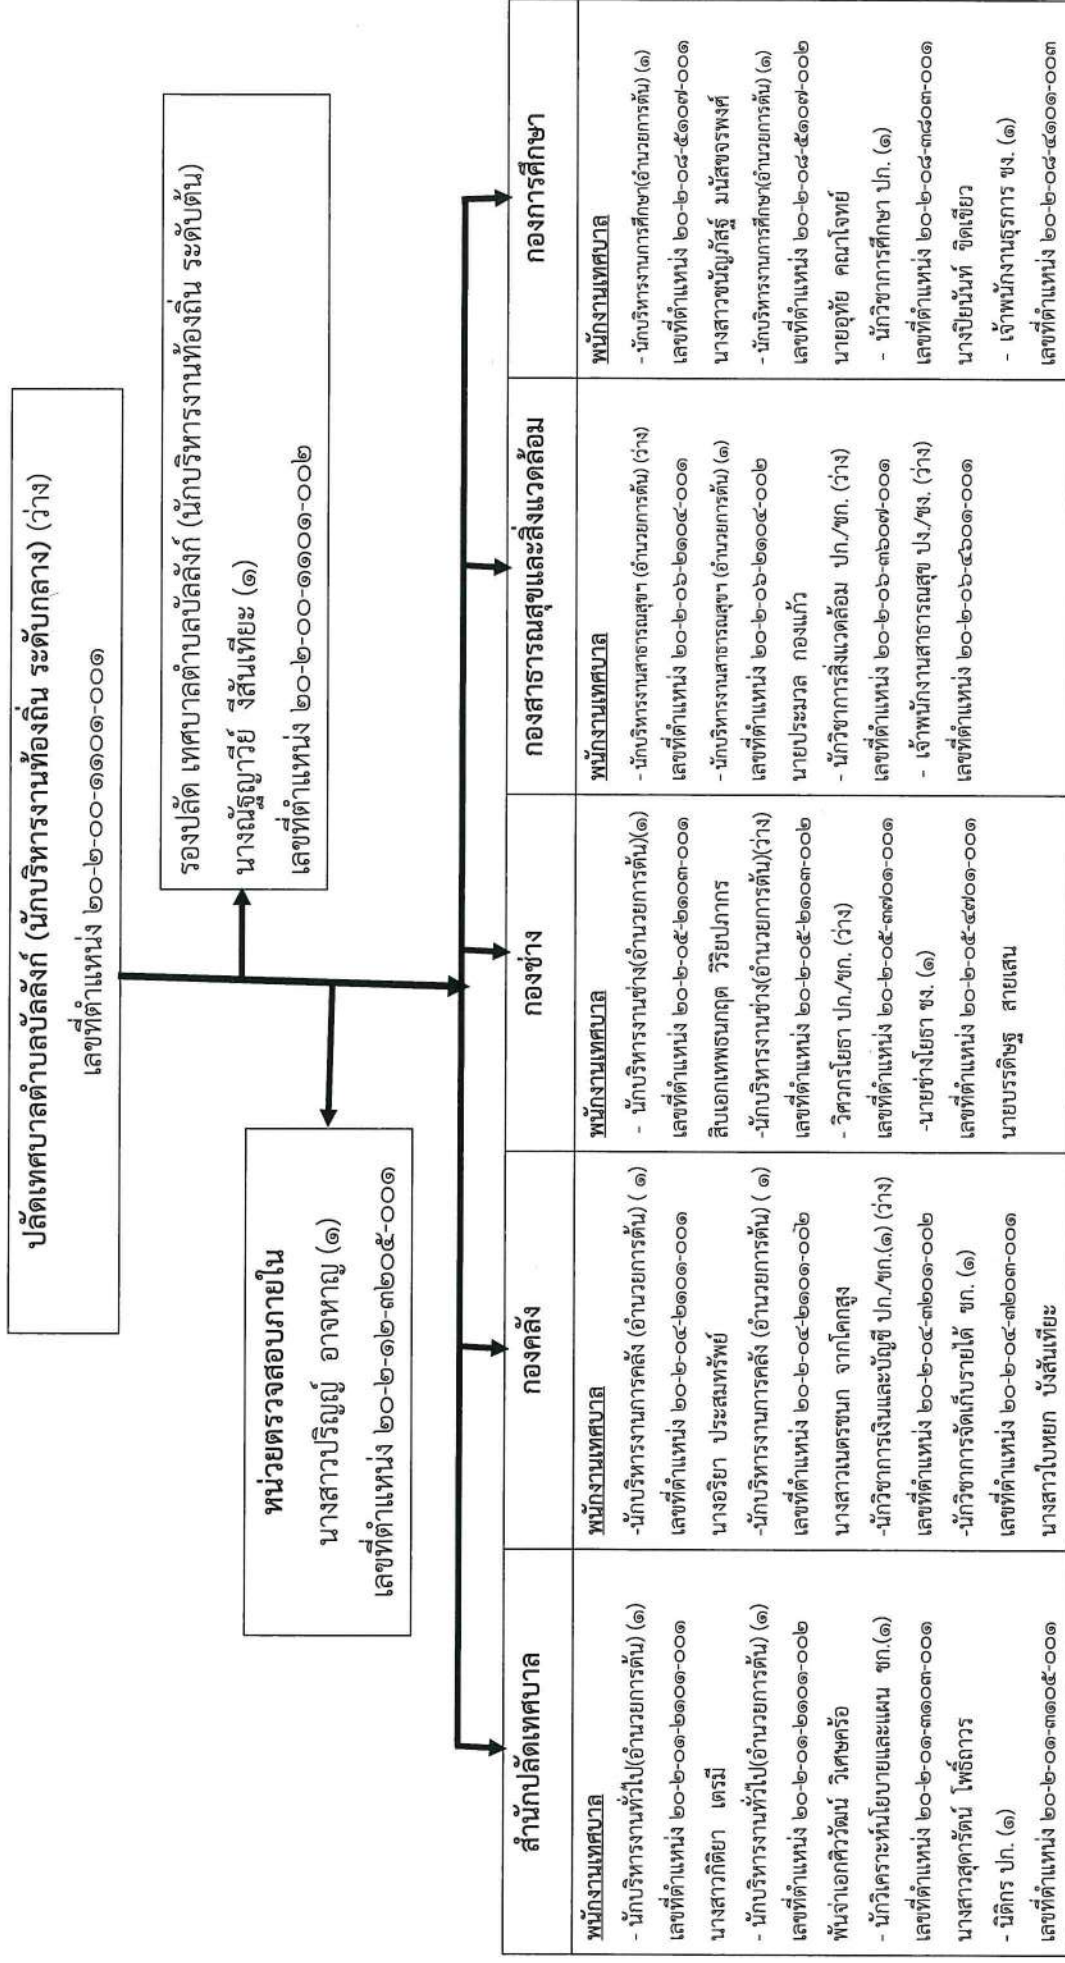 ปลัดเทศบาลตำบลบัลลังก์ (นักบริหารงานท้องถิ่น ระดับกลาง) (ว่าง)
เลขที่ตำแหน่ง ๒๐-๒-๐๐-๑๑๐๑-๐๐๑
รองปลัด เทศบาลตำบลบัลลังก์ (นักบริหารงานท้องถิ่น ระดับต้น)
นางณัฐญาวีย์ งีสันเทียะ (๑)
เลขที่ตำแหน่ง ๒๐-๒-๐๐-๑๑๐๑-๐๐๒
หน่วยตรวจสอบภายใน
นางสาวปริญญ์ อาจหาญ (๑)
เลขที่ตำแหน่ง ๒๐-๒-๑๒-๓๒๐๕-๐๐๑
สำนักปลัดเทศบาล
พนักงานเทศบาล
- นักบริหารงานทั่วไป(อำนวยการต้น) (๑)
เลขที่ตำแหน่ง ๒๐-๒-๐๑-๒๑๐๑-๐๐๑
นางสาวกิติยา เตรมี
- นักบริหารงานทั่วไป(อำนวยการต้น) (๑)
เลขที่ตำแหน่ง ๒๐-๒-๐๑-๒๑๐๑-๐๐๒
พันจ่าเอกศิววัฒน์ วิเศษคร้อ
- นักวิเคราะห์นโยบายและแผน ชก.(๑)
เลขที่ตำแหน่ง ๒๐-๒-๐๑-๓๑๐๓-๐๐๑
นางสาวสุดารัตน์ โพธิ์ถาวร
- นิติกร ปก. (๑)
เลขที่ตำแหน่ง ๒๐-๒-๐๑-๓๑๐๕-๐๐๑
กองคลัง
พนักงานเทศบาล
-นักบริหารงานการคลัง (อำนวยการต้น) ( ๑)
เลขที่ตำแหน่ง ๒๐-๒-๐๔-๒๑๐๑-๐๐๑
นางอริยา ประสมทรัพย์
-นักบริหารงานการคลัง (อำนวยการต้น) ( ๑)
เลขที่ตำแหน่ง ๒๐-๒-๐๔-๒๑๐๑-๐๐๒
นางสาวเนตรชนก จากโคกสูง
-นักวิชาการเงินและบัญชี ปก./ชก.(๑) (ว่าง)
เลขที่ตำแหน่ง ๒๐-๒-๐๔-๓๒๐๑-๐๐๒
-นักวิชาการจัดเก็บรายได้ ชก. (๑)
เลขที่ตำแหน่ง ๒๐-๒-๐๔-๓๒๐๓-๐๐๑
นางสาวใบหยก บังสันเทียะ
กองช่าง
พนักงานเทศบาล
- นักบริหารงานช่าง(อำนวยการต้น)(๑)
เลขที่ตำแหน่ง ๒๐-๒-๐๕-๒๑๐๓-๐๐๑
สิบเอกเทพธนกฤต วิริยปภากร
-นักบริหารงานช่าง(อำนวยการต้น)(ว่าง)
เลขที่ตำแหน่ง ๒๐-๒-๐๕-๒๑๐๓-๐๐๒
- วิศวกรโยธา ปก./ชก. (ว่าง)
เลขที่ตำแหน่ง ๒๐-๒-๐๕-๓๗๐๑-๐๐๑
-นายช่างโยธา ชง. (๑)
เลขที่ตำแหน่ง ๒๐-๒-๐๕-๔๗๐๑-๐๐๑
นายบรรดิษฐ สายเสน
กองสาธารณสุขและสิ่งแวดล้อม
พนักงานเทศบาล
- นักบริหารงานสาธารณสุขฯ (อำนวยการต้น) (ว่าง)
เลขที่ตำแหน่ง ๒๐-๒-๐๖-๒๑๐๔-๐๐๑
- นักบริหารงานสาธารณสุขฯ (อำนวยการต้น) (๑)
เลขที่ตำแหน่ง ๒๐-๒-๐๖-๒๑๐๔-๐๐๒
นายประมวล กองแก้ว
- นักวิชาการสิ่งแวดล้อม ปก./ชก. (ว่าง)
เลขที่ตำแหน่ง ๒๐-๒-๐๖-๓๖๐๗-๐๐๑
- เจ้าพนักงานสาธารณสุข ปง./ชง. (ว่าง)
เลขที่ตำแหน่ง ๒๐-๒-๐๖-๔๖๐๑-๐๐๑
กองการศึกษา
พนักงานเทศบาล
- นักบริหารงานการศึกษา(อำนวยการต้น) (๑)
เลขที่ตำแหน่ง ๒๐-๒-๐๘-๕๑๐๗-๐๐๑
นางสาวชนัญภัสฐ์ มนัสขจรพงศ์
- นักบริหารงานการศึกษา(อำนวยการต้น) (๑)
เลขที่ตำแหน่ง ๒๐-๒-๐๘-๕๑๐๗-๐๐๒
นายอุทัย คณาโจทย์
- นักวิชาการศึกษา ปก. (๑)
เลขที่ตำแหน่ง ๒๐-๒-๐๘-๓๘๐๓-๐๐๑
นางปิยนันท์ ขิดเขียว
- เจ้าพนักงานธุรการ ชง. (๑)
เลขที่ตำแหน่ง ๒๐-๒-๐๘-๔๑๐๑-๐๐๓